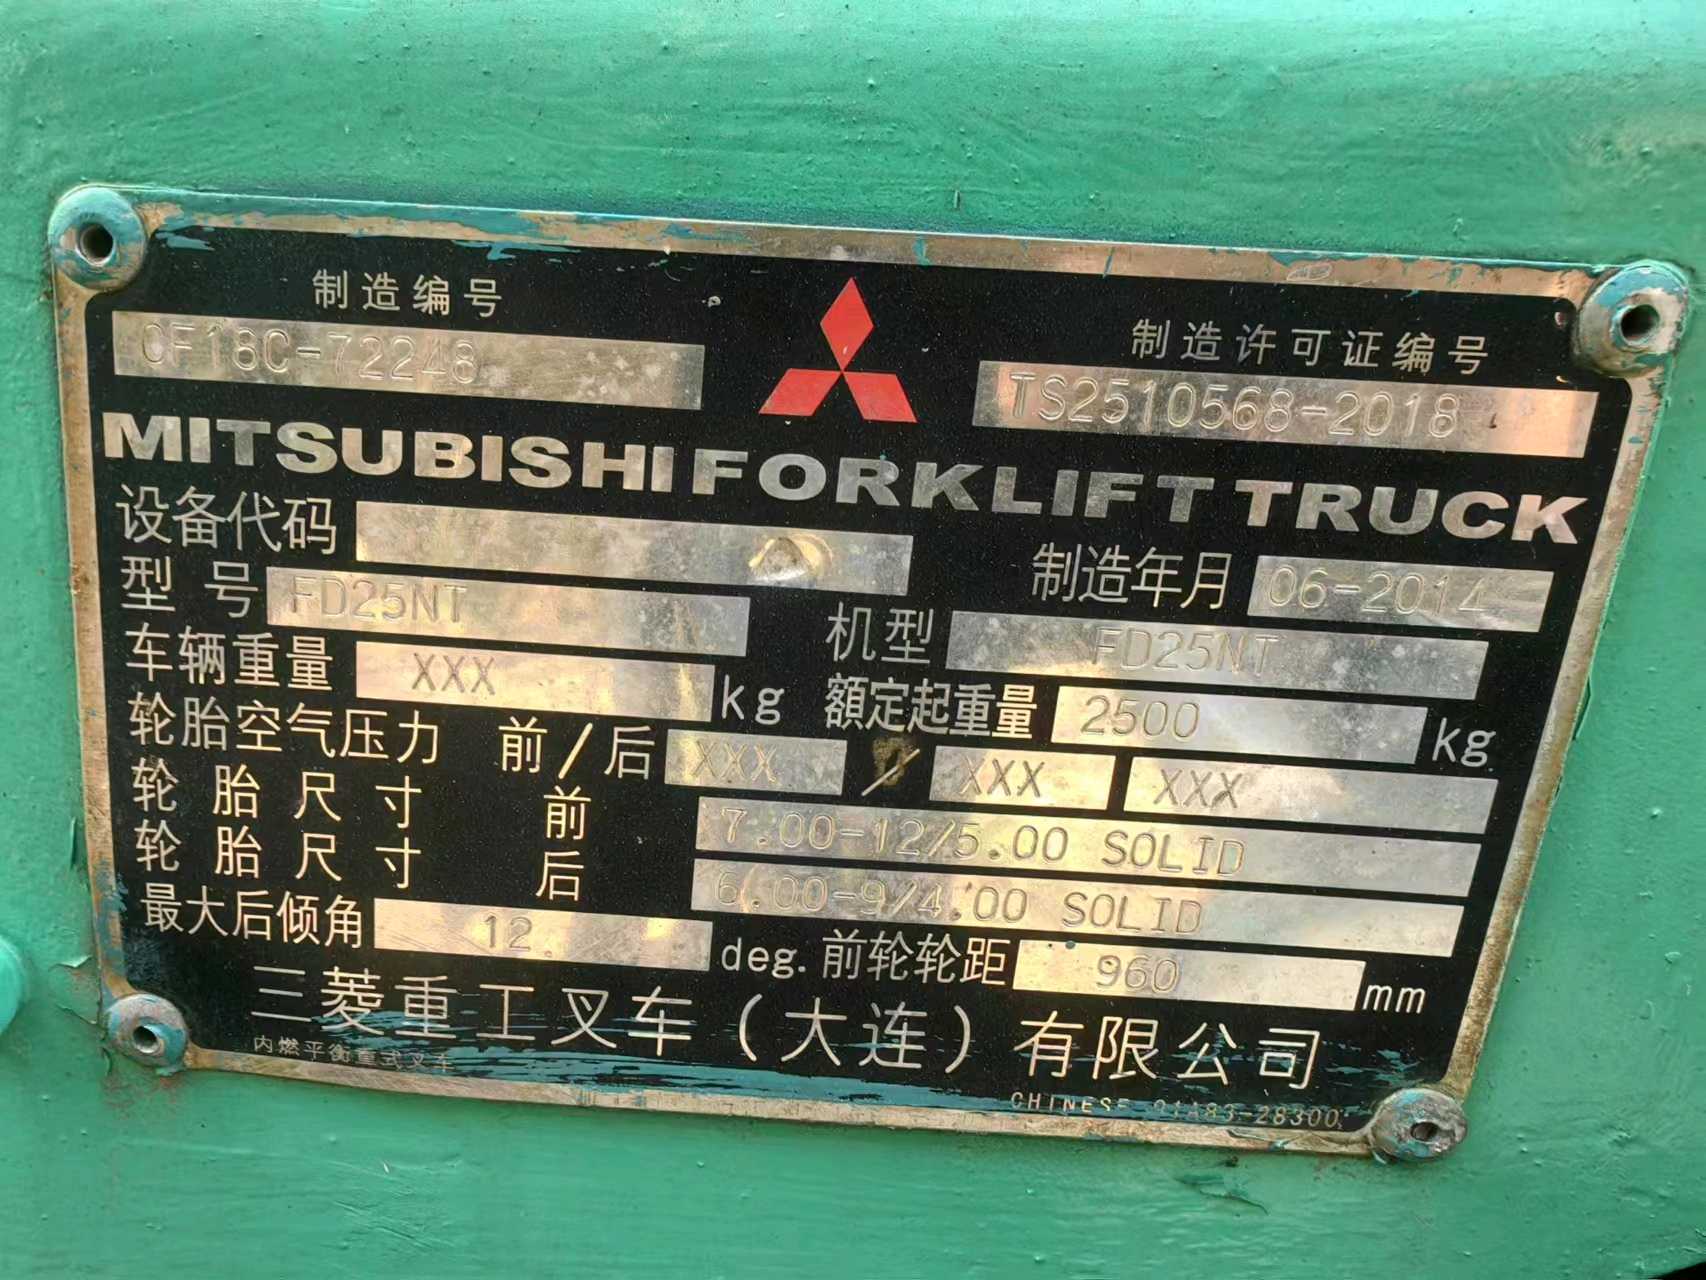 制造编号
CF18C-72248
制造许可证编号
TS2510568-2018
MITSUBISHI FORKLIFT TRUCK
设备代码
制造年月 06-2014
型号 FD25NT
机型 FD25NT
车辆重量 XXX kg
額定起重量 2500 kg
轮胎空气压力 前/后 XXX / XXX XXX
轮胎尺寸 前 7.00-12/5.00 SOLID
轮胎尺寸 后 6.00-9/4.00 SOLID
最大后倾角 12 deg.
前轮轮距 960 mm
三菱重工叉车(大连)有限公司
内燃平衡重式叉车
CHINESE 91A83-28300